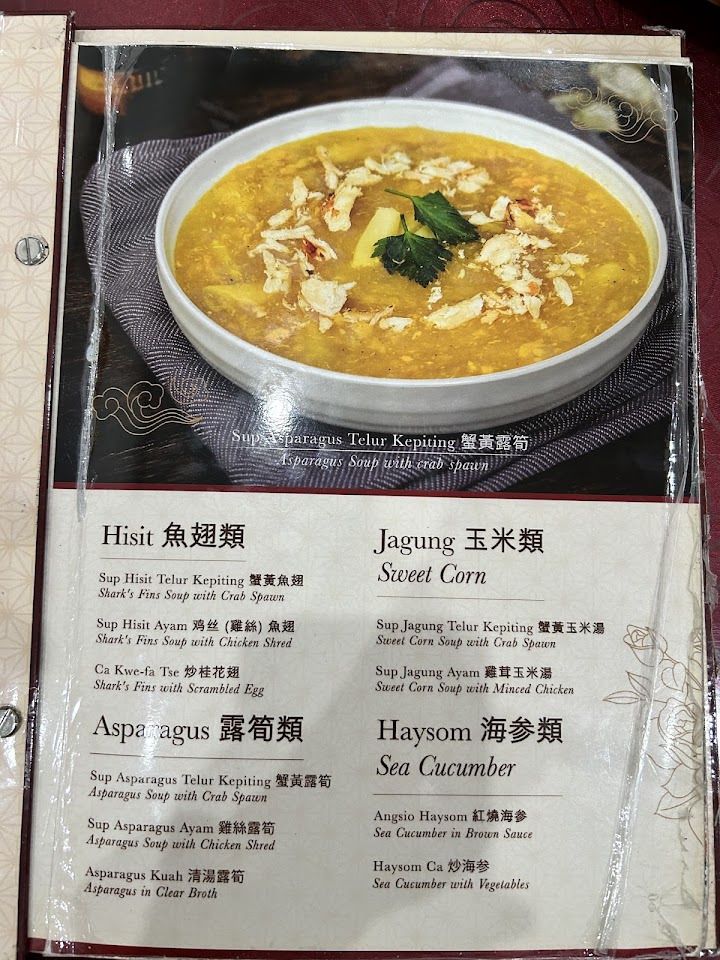 Sup Asparagus Telur Kepiting 蟹黃露筍
Asparagus Soup with crab spawn
Hisit 魚翅類
Sup Hisit Telur Kepiting 蟹黃魚翅
Shark's Fins Soup with Crab Spawn
Sup Hisit Ayam 鸡丝 (雞絲) 魚翅
Shark's Fins Soup with Chicken Shred
Ca Kwe-fa Tse 炒桂花翅
Shark's Fins with Scrambled Egg
Asparagus 露筍類
Sup Asparagus Telur Kepiting 蟹黃露筍
Asparagus Soup with Crab Spawn
Sup Asparagus Ayam 雞絲露筍
Asparagus Soup with Chicken Shred
Asparagus Kuah 清湯露筍
Asparagus in Clear Broth
Jagung 玉米類
Sweet Corn
Sup Jagung Telur Kepiting 蟹黃玉米湯
Sweet Corn Soup with Crab Spawn
Sup Jagung Ayam 雞茸玉米湯
Sweet Corn Soup with Minced Chicken
Haysom 海参類
Sea Cucumber
Angsio Haysom 紅燒海参
Sea Cucumber in Brown Sauce
Haysom Ca 炒海参
Sea Cucumber with Vegetables